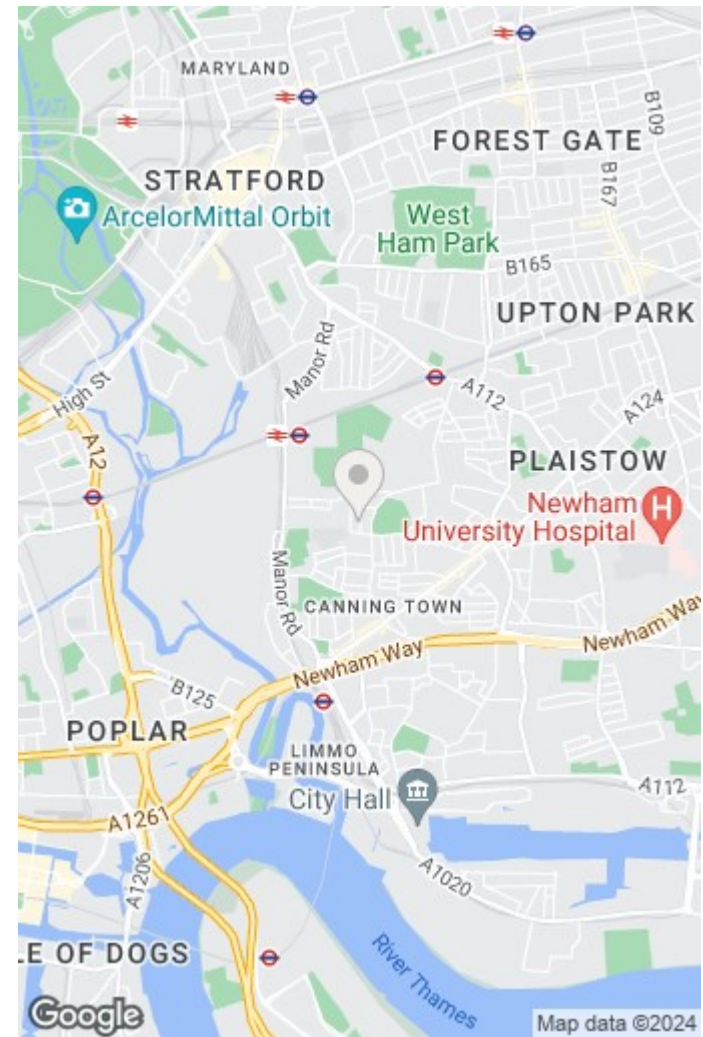 MARYLAND
B109
FOREST GATE
STRATFORD
B167
ArcelorMittal Orbit
West
Ham Park
B165
UPTON PARK
Manor Rd
High St
A112
A124
A12
PLAISTOW
Newham
University Hospital
H
Manor Rd
CANNING TOWN
Newham Way
Newham Way
B125
POPLAR
LIMMO
PENINSULA
City Hall
A112
A1261
A1206
A1020
LE OF DOGS
River Thames
Google
Map data ©2024